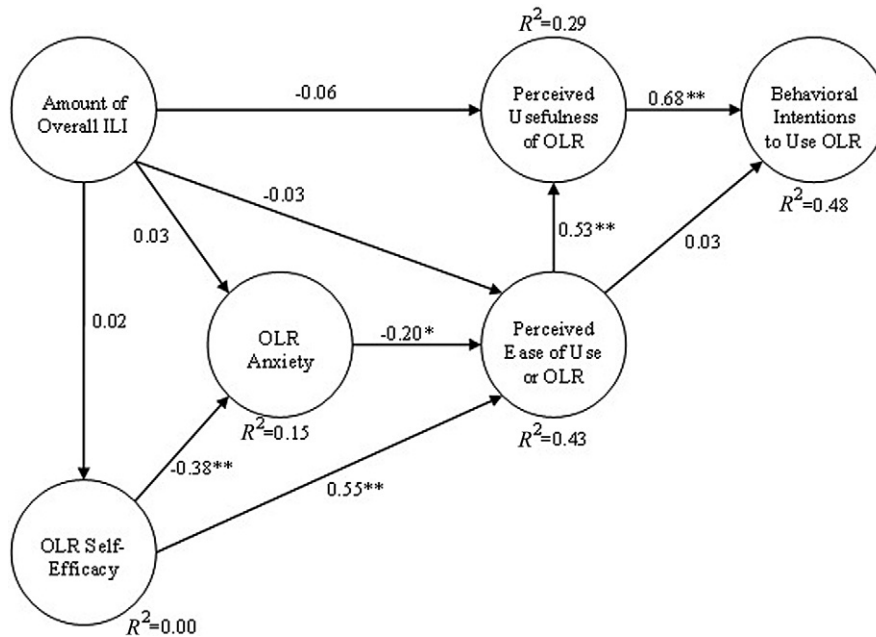 R²=0.29
Amount of
Overall ILI
-0.06
Perceived
Usefulness
of OLR
0.68**
Behavioral
Intentions
to Use OLR
R²=0.48
-0.03
0.03
0.53**
0.03
0.02
OLR
Anxiety
R²=0.15
-0.20*
Perceived
Ease of Use
or OLR
R²=0.43
-0.38**
0.55**
OLR Self-
Efficacy
R²=0.00